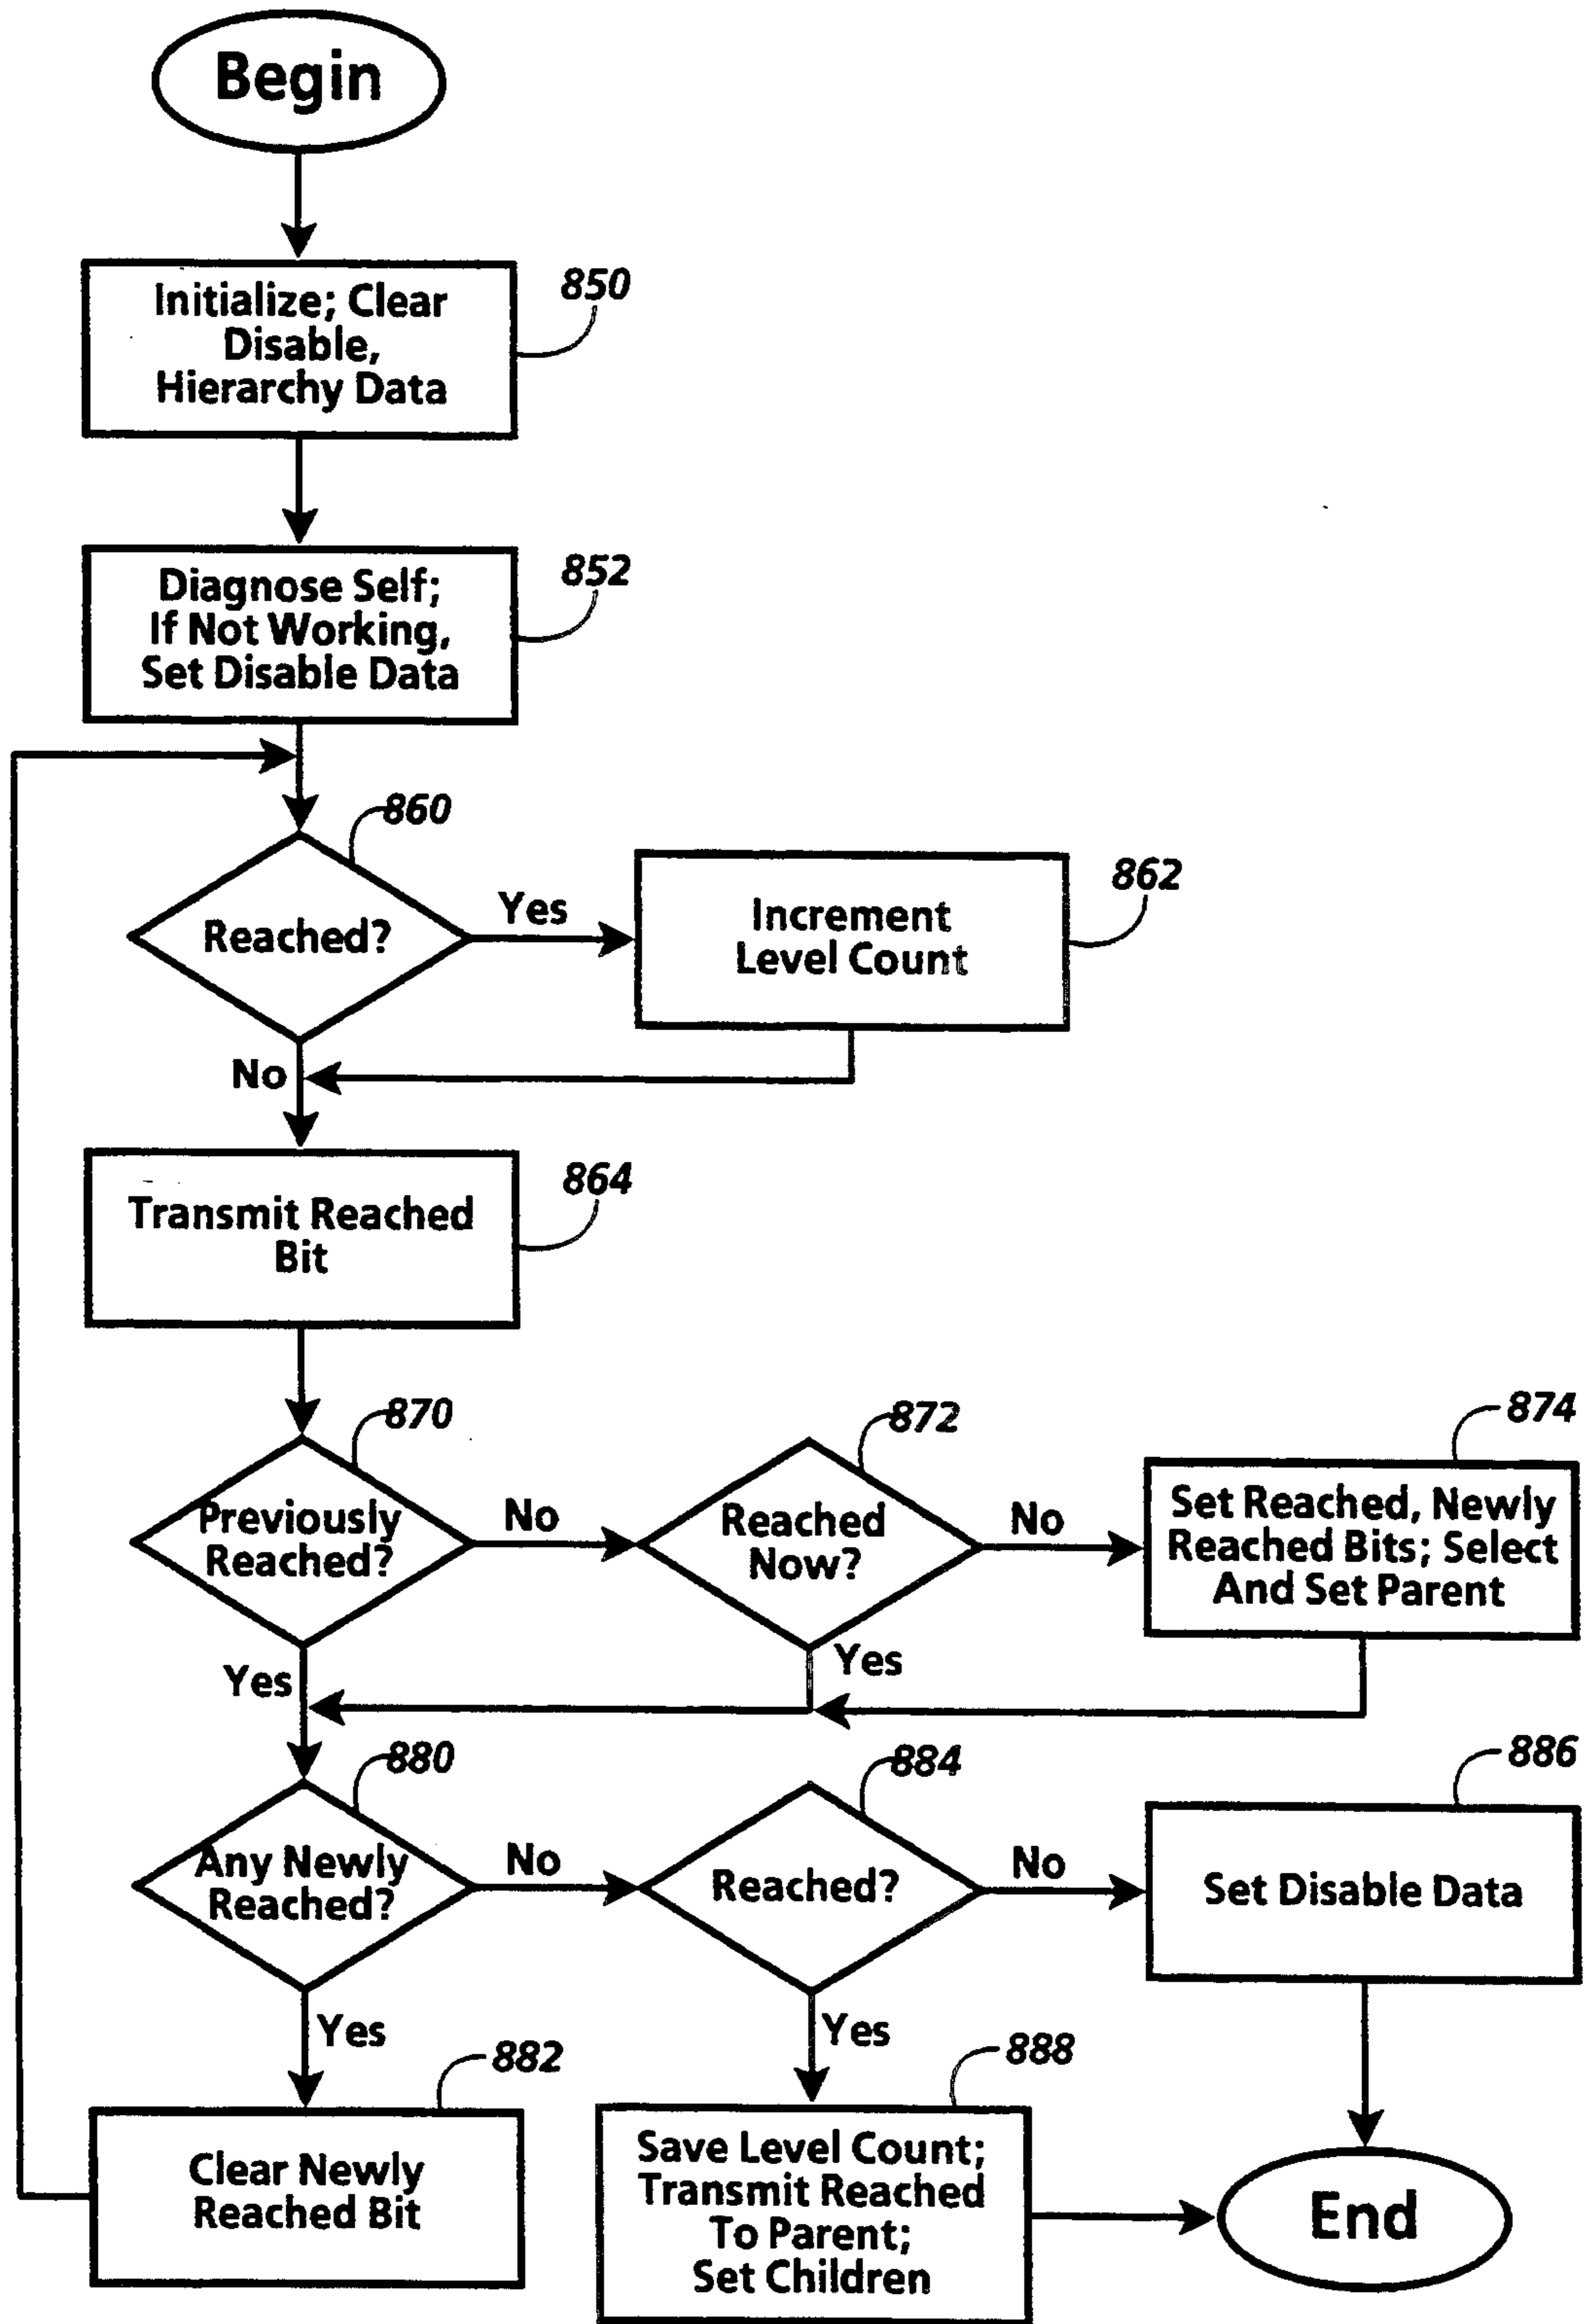 Begin
850
Initialize; Clear
Disable,
Hierarchy Data
852
Diagnose Self;
If Not Working,
Set Disable Data
860
Reached?
Yes
862
Increment
Level Count
No
864
Transmit Reached
Bit
870
Previously
Reached?
No
872
Reached
Now?
No
874
Set Reached, Newly
Reached Bits; Select
And Set Parent
Yes
Yes
880
Any Newly
Reached?
No
884
Reached?
No
886
Set Disable Data
Yes
882
Clear Newly
Reached Bit
Yes
888
Save Level Count;
Transmit Reached
To Parent;
Set Children
End